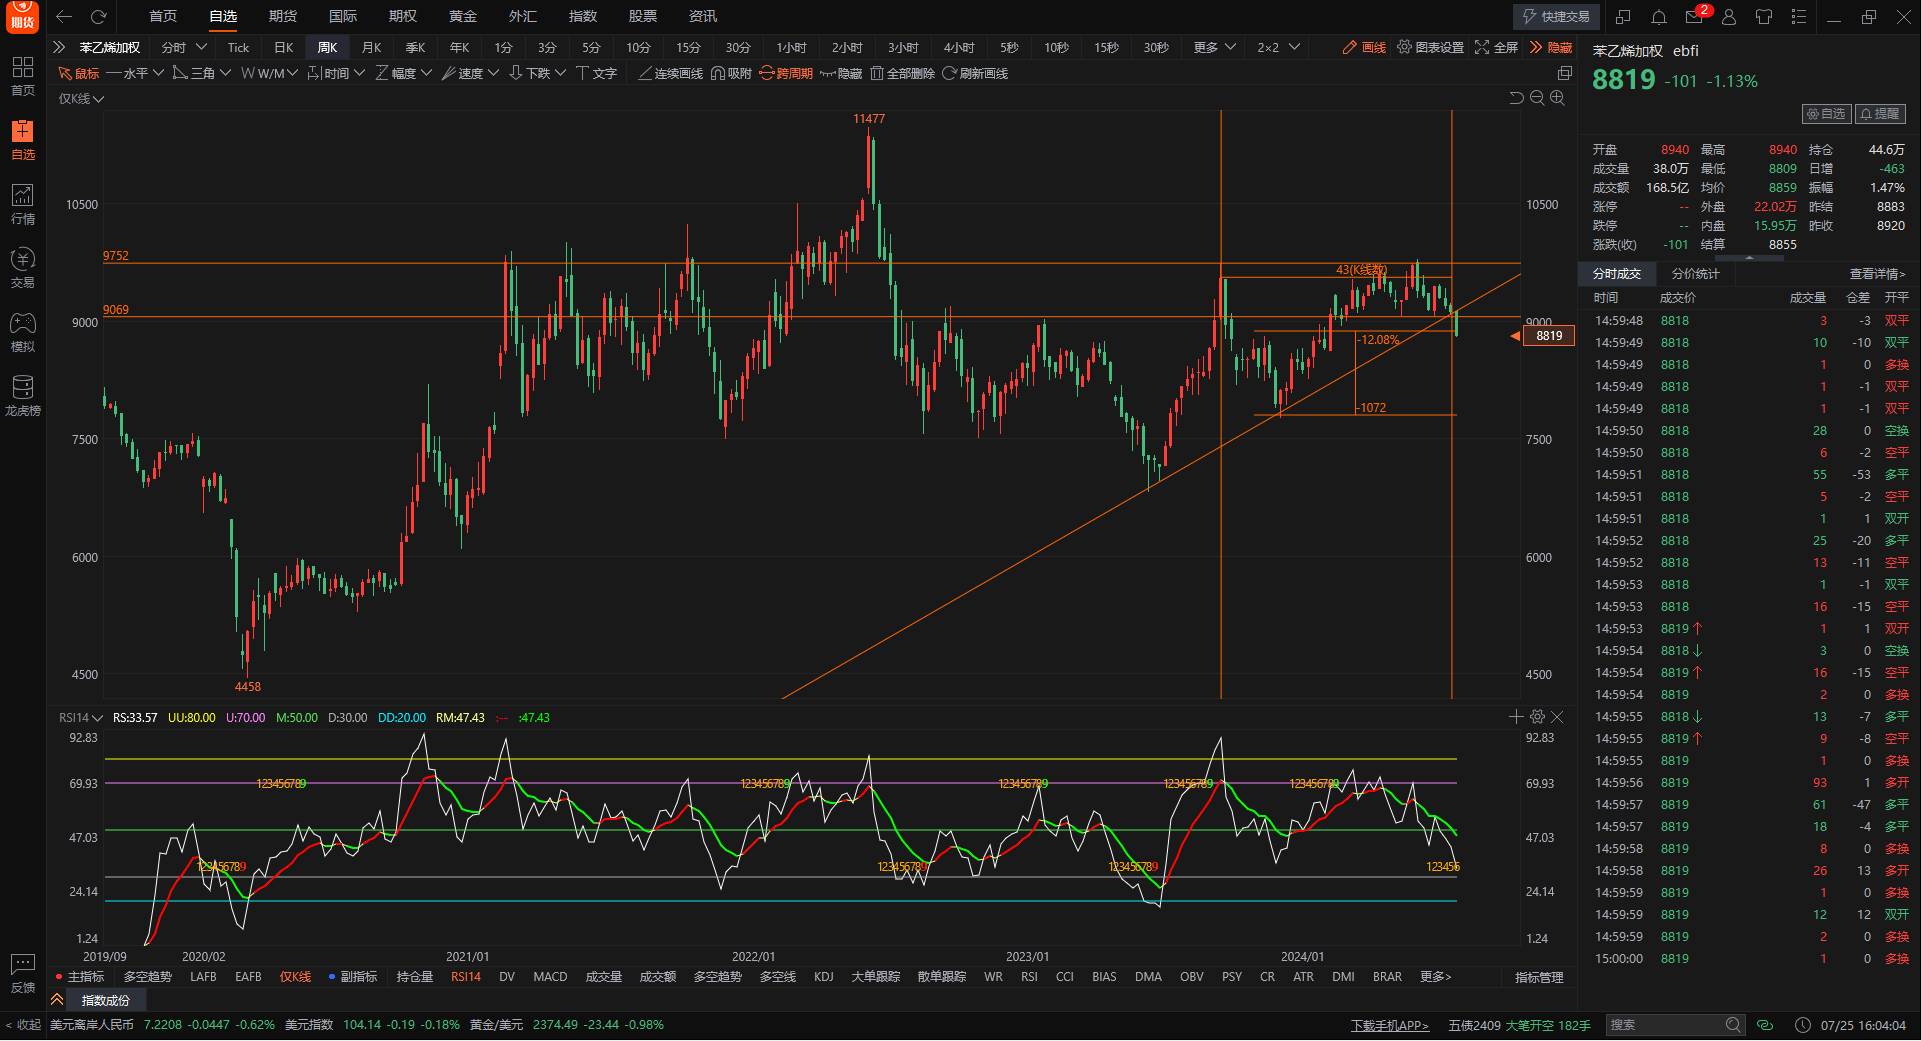 期货
首页 自选 期货 国际 期权 黄金 外汇 指数 股票 资讯
快捷交易 2
苯乙烯加权 分时 Tick 日K 周K 月K 季K 年K 1分 3分 5分 10分 15分 30分 1小时 2小时 3小时 4小时 5秒 10秒 15秒 30秒 更多 2×2 画线 图表设置 全屏 隐藏
鼠标 水平 三角 W/M 时间 幅度 速度 下跌 文字 连续画线 吸附 跨周期 隐藏 全部删除 刷新画线
仅K线
首页
自选
行情
交易
模拟
龙虎榜
反馈
11477
10500 10500
9752
43(K线数)
9069
9000 9000
8819
-12.08%
-1072
7500 7500
6000 6000
4500 4500
4458
RSI14 RS:33.57 UU:80.00 U:70.00 M:50.00 D:30.00 DD:20.00 RM:47.43 :-- :47.43
92.83 92.83
69.93 123456789 123456789 123456789 123456789 123456789 69.93
47.03 47.03
123456789 123456789 123456789 123456
24.14 24.14
1.24 1.24
2019/09 2020/02 2021/01 2022/01 2023/01 2024/01
主指标 多空趋势 LAFB EAFB 仅K线 副指标 持仓量 RSI14 DV MACD 成交量 成交额 多空趋势 多空线 KDJ 大单跟踪 散单跟踪 WR RSI CCI BIAS DMA OBV PSY CR ATR DMI BRAR 更多> 指标管理
指数成份
苯乙烯加权 ebfi
8819 -101 -1.13%
自选 提醒
开盘 8940 最高 8940 持仓 44.6万
成交量 38.0万 最低 8809 日增 -463
成交额 168.5亿 均价 8859 振幅 1.47%
涨停 -- 外盘 22.02万 昨结 8883
跌停 -- 内盘 15.95万 昨收 8920
涨跌(收) -101 结算 8855
分时成交 分价统计 查看详情>
时间 成交价 成交量 仓差 开平
14:59:48 8818 3 -3 双平
14:59:49 8818 10 -10 双平
14:59:49 8818 1 0 多换
14:59:49 8818 1 -1 双平
14:59:49 8818 1 -1 双平
14:59:50 8818 28 0 空换
14:59:50 8818 6 -2 空平
14:59:51 8818 55 -53 多平
14:59:51 8818 5 -2 空平
14:59:51 8818 1 1 双开
14:59:52 8818 25 -20 多平
14:59:52 8818 13 -11 空平
14:59:53 8818 1 -1 双平
14:59:53 8818 16 -15 空平
14:59:53 8819↑ 1 1 双开
14:59:54 8818↓ 3 0 空换
14:59:54 8819↑ 16 -15 空平
14:59:54 8819 2 0 多换
14:59:55 8818↓ 13 -7 多平
14:59:55 8819↑ 9 -8 空平
14:59:55 8819 1 0 多换
14:59:56 8819 93 1 多开
14:59:57 8819 61 -47 多平
14:59:57 8819 18 -4 多平
14:59:58 8819 8 0 多换
14:59:58 8819 26 13 多开
14:59:59 8819 1 0 多换
14:59:59 8819 12 12 双开
14:59:59 8819 2 0 多换
15:00:00 8819 1 0 多换
< 收起 美元离岸人民币 7.2208 -0.0447 -0.62% 美元指数 104.14 -0.19 -0.18% 黄金/美元 2374.49 -23.44 -0.98% 下载手机APP> 五债2409 大笔开空 182手 搜索 07/25 16:04:04